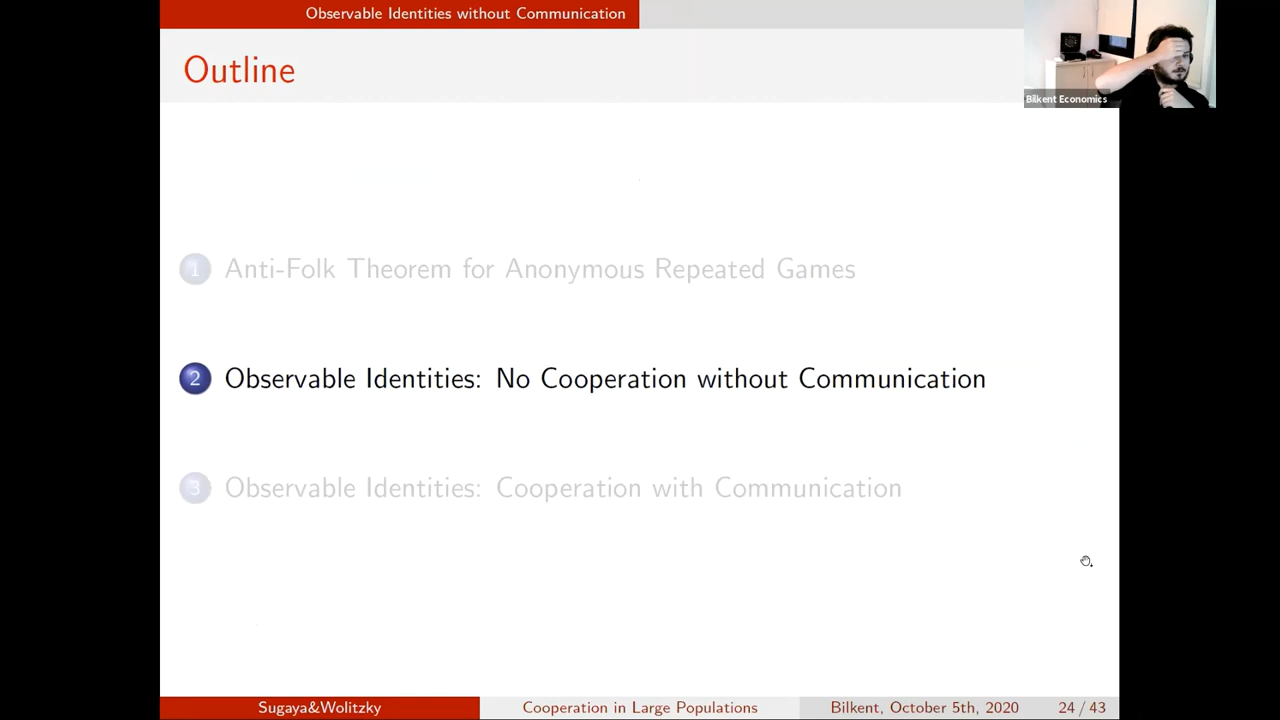 Observable Identities without Communication
Outline
Bilkent Economics
1 Anti-Folk Theorem for Anonymous Repeated Games
2 Observable Identities: No Cooperation without Communication
3 Observable Identities: Cooperation with Communication
Sugaya&Wolitzky
Cooperation in Large Populations
Bilkent, October 5th, 2020
24 / 43